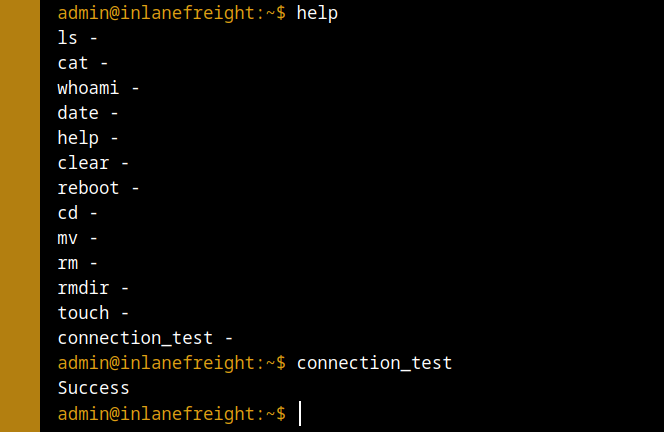 admin@inlanefreight:~$ help
ls -
cat -
whoami -
date -
help -
clear -
reboot -
cd -
mv -
rm -
rmdir -
touch -
connection_test -
admin@inlanefreight:~$ connection_test
Success
admin@inlanefreight:~$